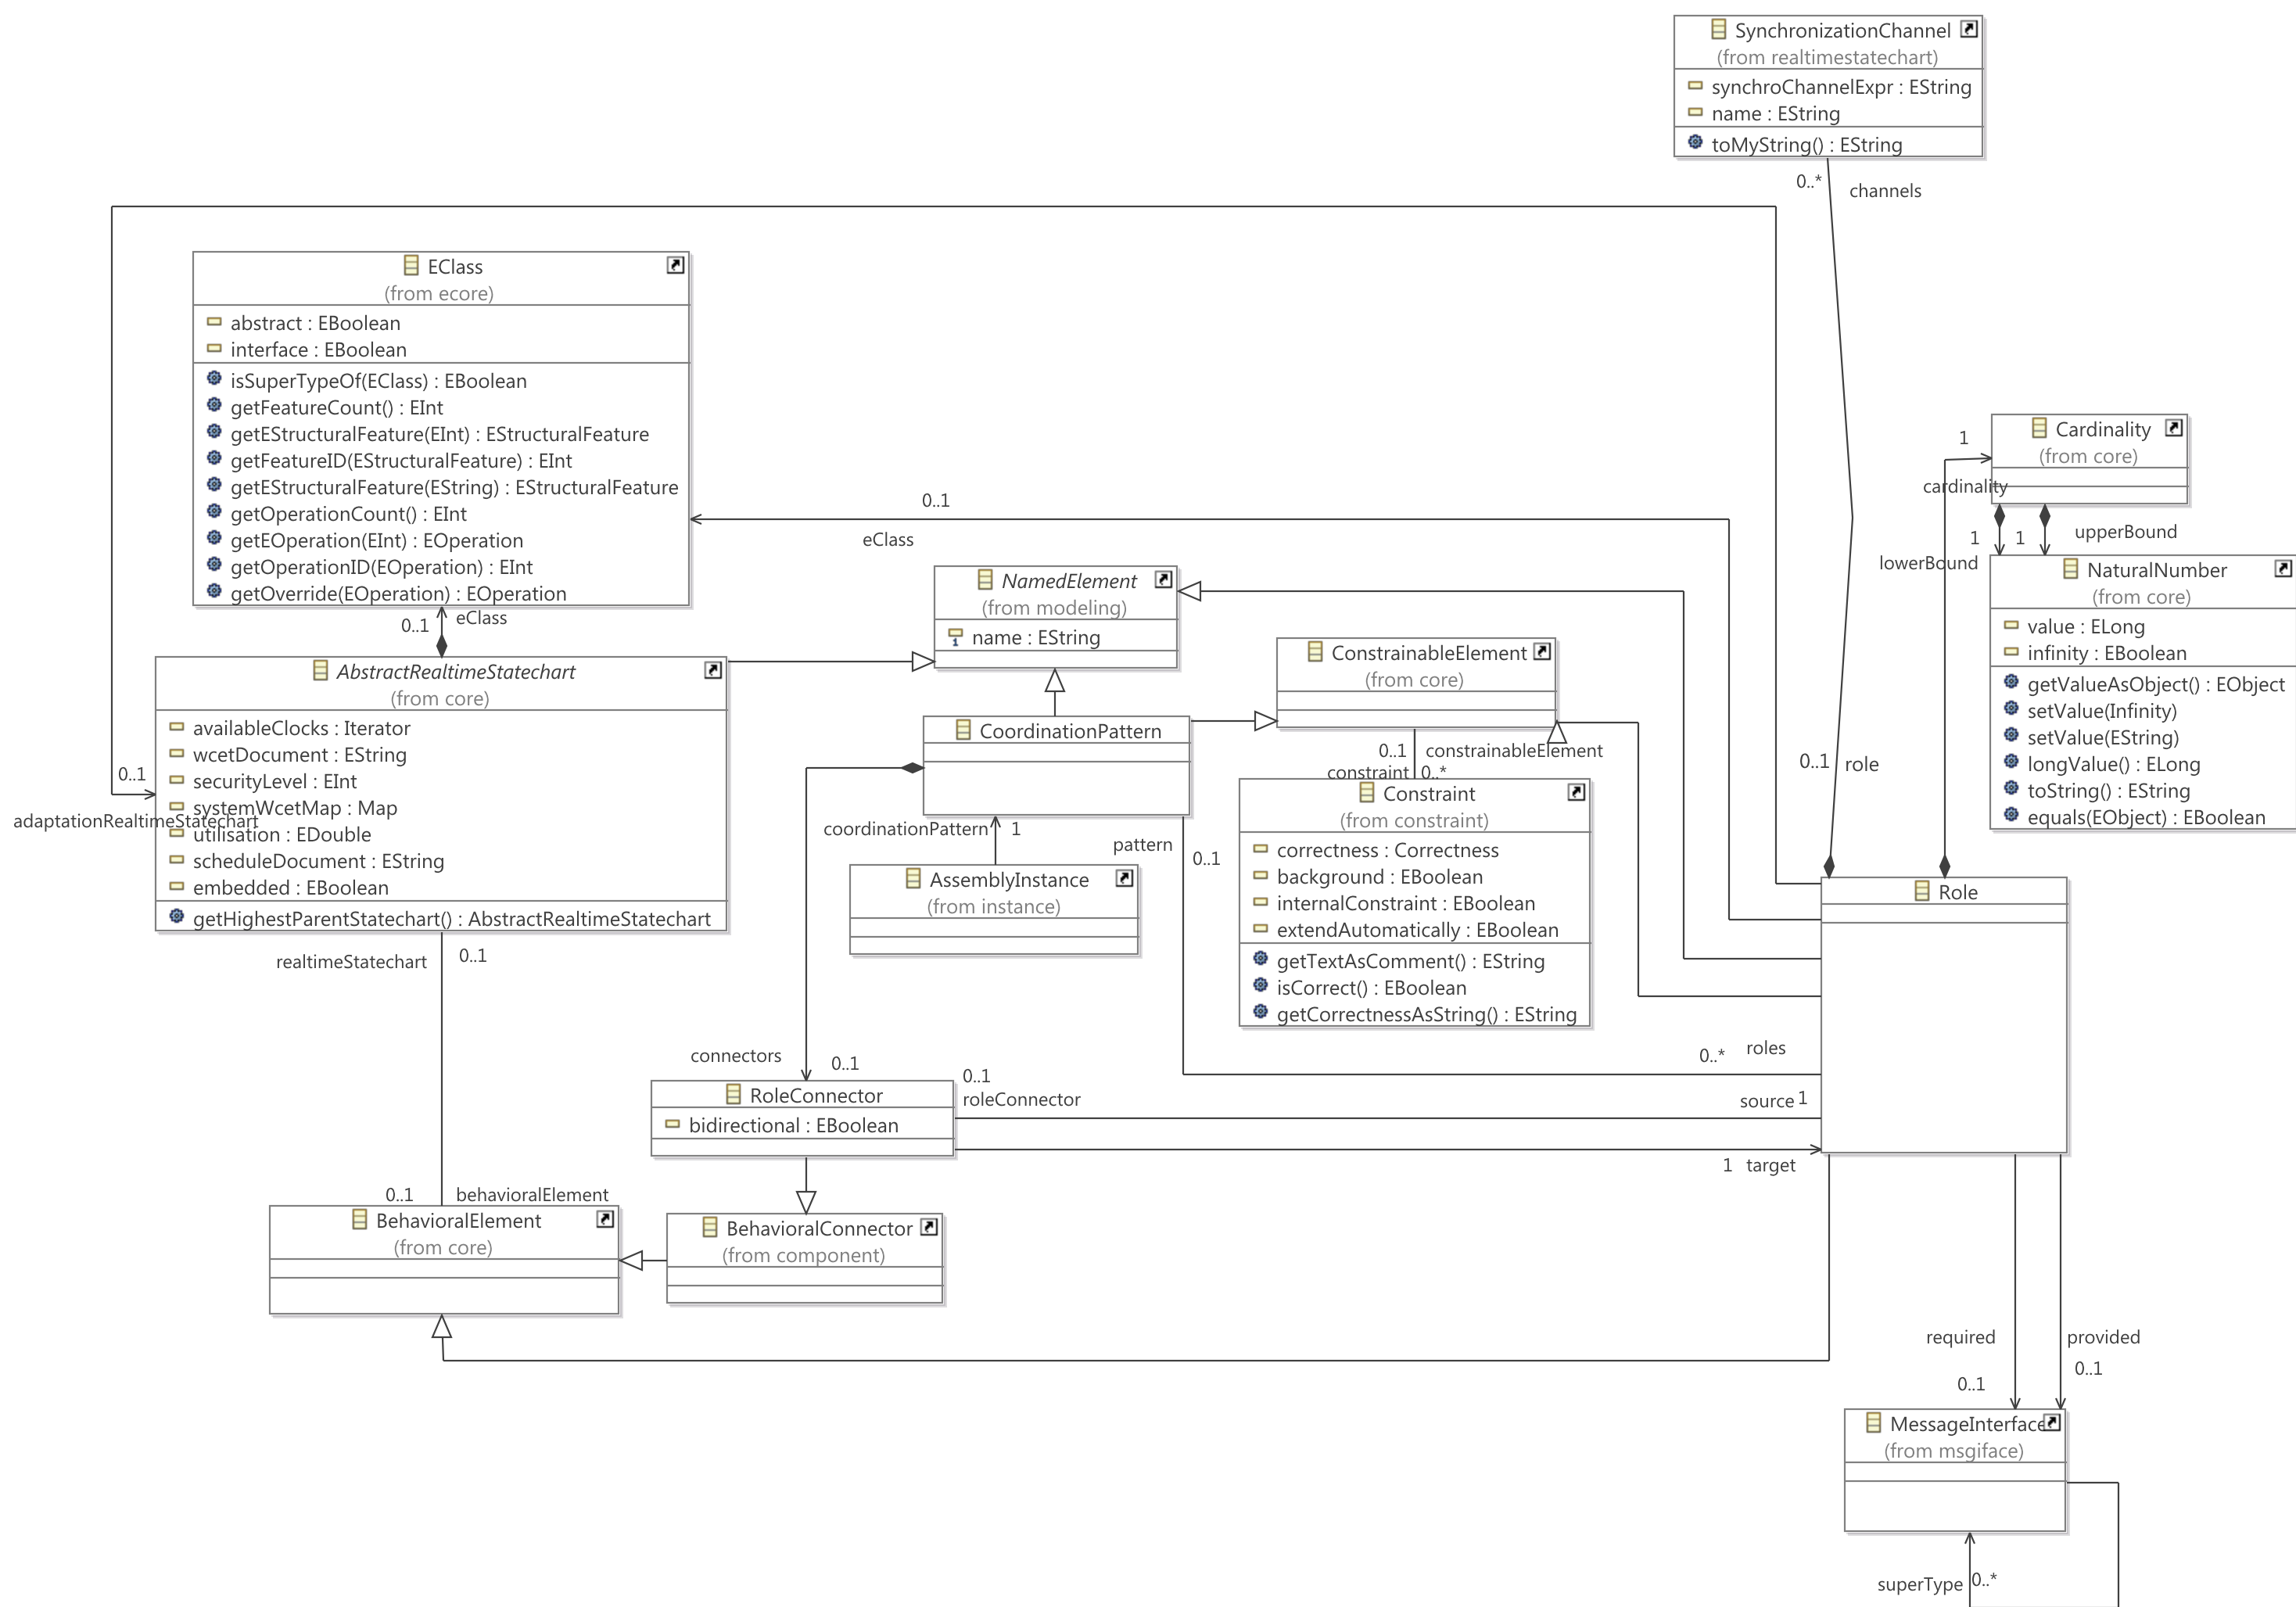 SynchronizationChannel
(from realtimestatechart)
synchroChannelExpr : EString
name : EString
toMyString() : EString
0..*
channels
EClass
(from ecore)
abstract : EBoolean
interface : EBoolean
isSuperTypeOf(EClass) : EBoolean
getFeatureCount() : EInt
getEStructuralFeature(EInt) : EStructuralFeature
getFeatureID(EStructuralFeature) : EInt
getEStructuralFeature(EString) : EStructuralFeature
getOperationCount() : EInt
getEOperation(EInt) : EOperation
getOperationID(EOperation) : EInt
getOverride(EOperation) : EOperation
0..1
eClass
0..1
eClass
Cardinality
(from core)
1
cardinality
1
1
upperBound
lowerBound
NaturalNumber
(from core)
value : ELong
infinity : EBoolean
getValueAsObject() : EObject
setValue(Infinity)
setValue(EString)
longValue() : ELong
toString() : EString
equals(EObject) : EBoolean
NamedElement
(from modeling)
name : EString
ConstrainableElement
(from core)
AbstractRealtimeStatechart
(from core)
availableClocks : Iterator
wcetDocument : EString
securityLevel : EInt
systemWcetMap : Map
utilisation : EDouble
scheduleDocument : EString
embedded : EBoolean
getHighestParentStatechart() : AbstractRealtimeStatechart
0..1
adaptationRealtimeStatechart
CoordinationPattern
0..1
constrainableElement
constraint
0..*
Constraint
(from constraint)
correctness : Correctness
background : EBoolean
internalConstraint : EBoolean
extendAutomatically : EBoolean
getTextAsComment() : EString
isCorrect() : EBoolean
getCorrectnessAsString() : EString
0..1
role
coordinationPattern
1
pattern
0..1
AssemblyInstance
(from instance)
Role
realtimeStatechart
0..1
connectors
0..1
0..*
roles
RoleConnector
bidirectional : EBoolean
0..1
roleConnector
source
1
1
target
0..1
behavioralElement
BehavioralElement
(from core)
BehavioralConnector
(from component)
required
provided
0..1
0..1
MessageInterface
(from msgiface)
superType
0..*